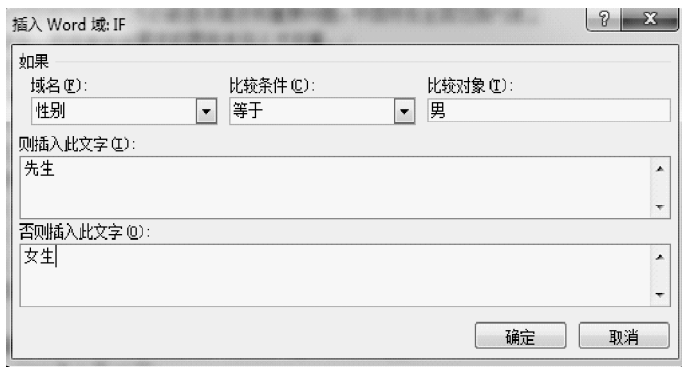 插入 Word 域: IF
如果
域名(F): 比较条件(C): 比较对象(T):
性别 等于 男
则插入此文字(I):
先生
否则插入此文字(O):
女生
确定 取消